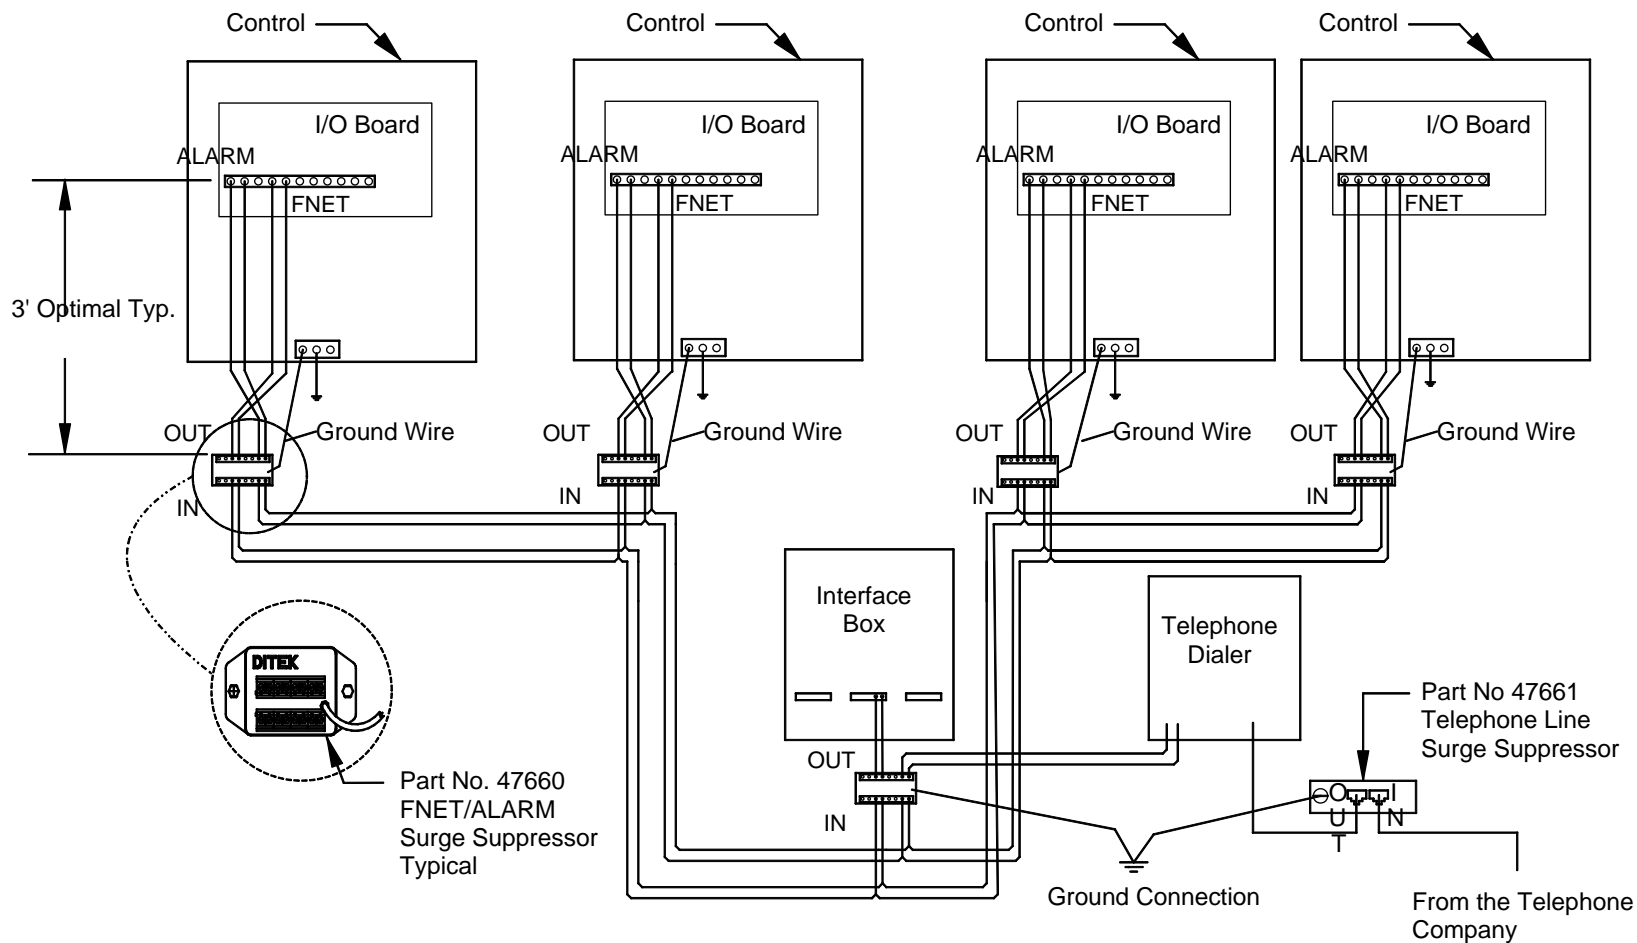 Control
Control
Control
Control
I/O Board
I/O Board
I/O Board
I/O Board
ALARM
ALARM
ALARM
ALARM
FNET
FNET
FNET
FNET
3' Optimal Typ.
OUT
Ground Wire
OUT
Ground Wire
OUT
Ground Wire
OUT
Ground Wire
IN
IN
IN
IN
Interface
Box
Telephone
Dialer
DITEK
Part No. 47660
FNET/ALARM
Surge Suppressor
Typical
OUT
IN
Part No 47661
Telephone Line
Surge Suppressor
OUT
IN
Ground Connection
From the Telephone
Company